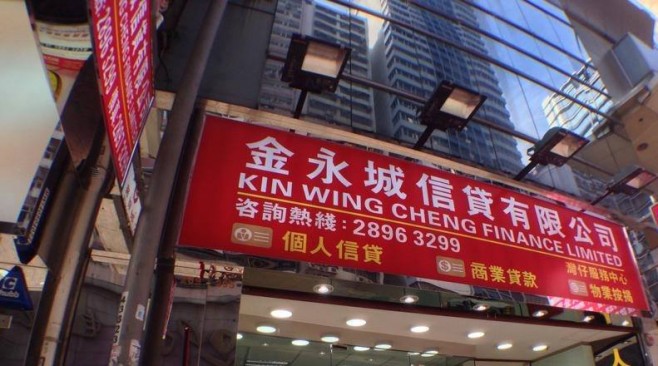 金永城信貸有限公司
KIN WING CHENG FINANCE LIMITED
咨詢熱綫：2896 3299
灣仔服務中心
個人信貸
商業貸款
物業按揭